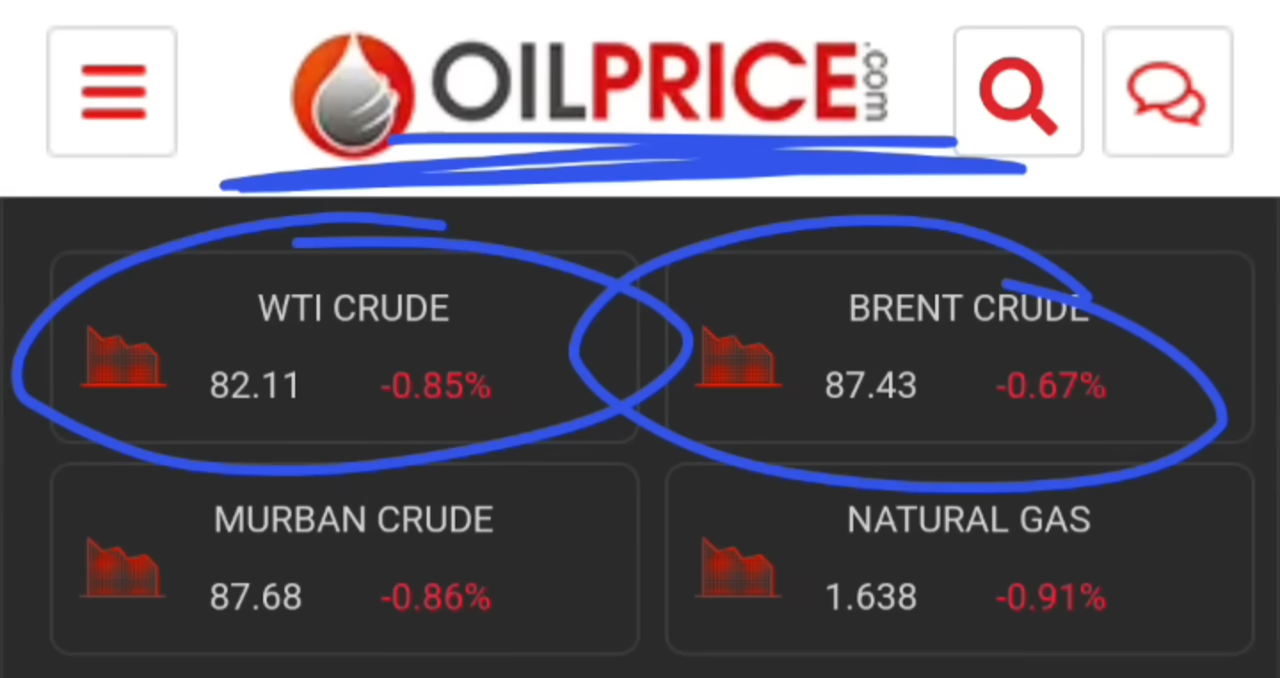 OILPRICE.com
WTI CRUDE
82.11 -0.85%
BRENT CRUDE
87.43 -0.67%
MURBAN CRUDE
87.68 -0.86%
NATURAL GAS
1.638 -0.91%